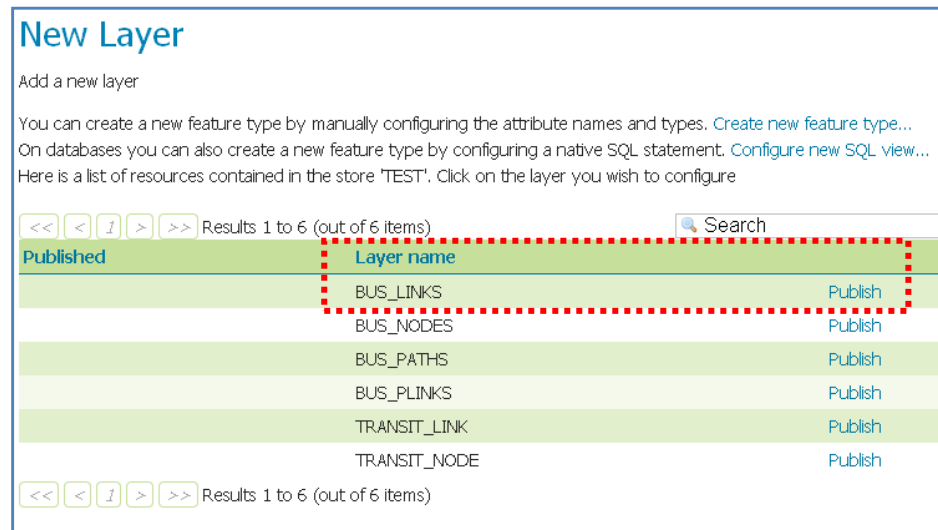 New Layer
Add a new layer
You can create a new feature type by manually configuring the attribute names and types. Create new feature type...
On databases you can also create a new feature type by configuring a native SQL statement. Configure new SQL view...
Here is a list of resources contained in the store 'TEST'. Click on the layer you wish to configure
<< < 1 > >> Results 1 to 6 (out of 6 items) Search
Published Layer name
BUS_LINKS Publish
BUS_NODES Publish
BUS_PATHS Publish
BUS_PLINKS Publish
TRANSIT_LINK Publish
TRANSIT_NODE Publish
<< < 1 > >> Results 1 to 6 (out of 6 items)